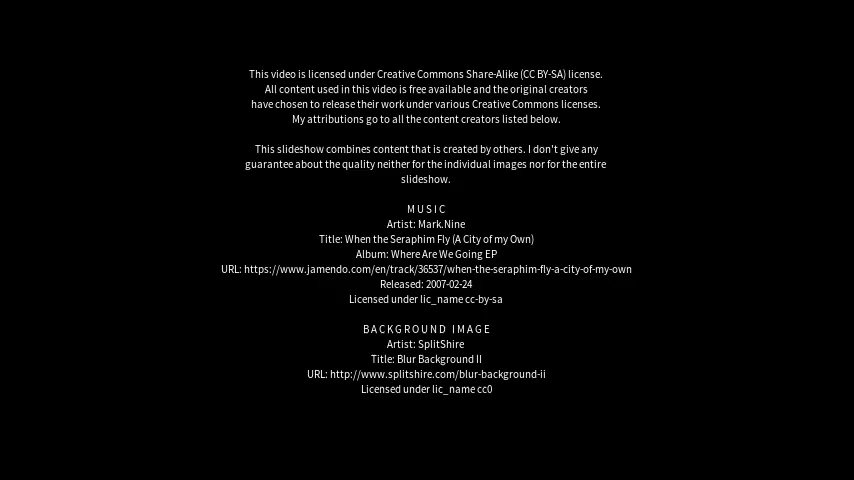 This video is licensed under Creative Commons Share-Alike (CC BY-SA) license.
All content used in this video is free available and the original creators
have chosen to release their work under various Creative Commons licenses.
My attributions go to all the content creators listed below.
This slideshow combines content that is created by others. I don't give any
guarantee about the quality neither for the individual images nor for the entire
slideshow.
MUSIC
Artist: Mark.Nine
Title: When the Seraphim Fly (A City of my Own)
Album: Where Are We Going EP
URL: https://www.jamendo.com/en/track/36537/when-the-seraphim-fly-a-city-of-my-own
Released: 2007-02-24
Licensed under lic_name cc-by-sa
BACKGROUND IMAGE
Artist: SplitShire
Title: Blur Background II
URL: http://www.splitshire.com/blur-background-ii
Licensed under lic_name cc0